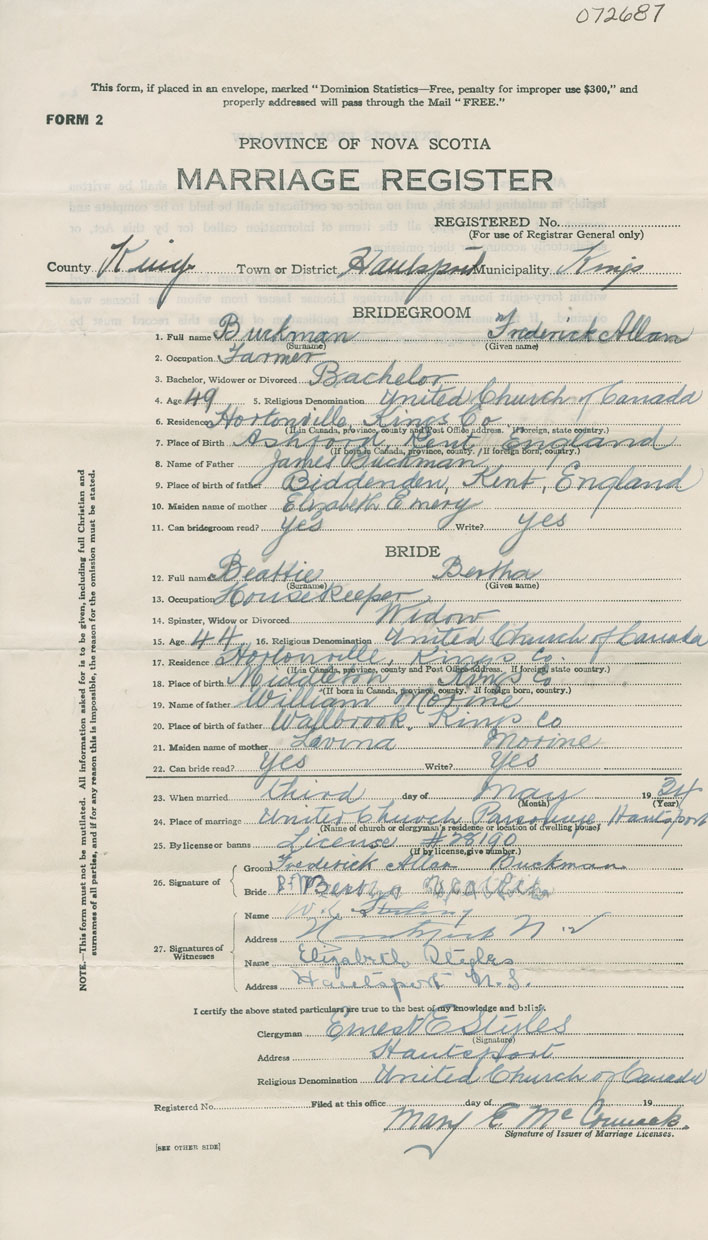 072687
This form, if placed in an envelope, marked "Dominion Statistics—Free, penalty for improper use $300," and
properly addressed will pass through the Mail "FREE."
FORM 2
PROVINCE OF NOVA SCOTIA
MARRIAGE REGISTER
REGISTERED No.
(For use of Registrar General only)
County Kings Town or District Hantsport Municipality Kings
BRIDEGROOM
1. Full name Buckman Frederick Allan
(Surname) (Given name)
2. Occupation Farmer
3. Bachelor, Widower or Divorced Bachelor
4. Age 49 5. Religious Denomination United Church of Canada
6. Residence Hortonville, Kings Co
(If in Canada, province, county and Post Office address. If foreign, state country.)
7. Place of Birth Ashford Kent England
(If born in Canada, province, county. If foreign born, country.)
8. Name of Father James Buckman
9. Place of birth of father Biddenden, Kent, England
10. Maiden name of mother Elizabeth Emery
11. Can bridegroom read? Yes Write? Yes
BRIDE
12. Full name Beattie Bertha
(Surname) (Given name)
13. Occupation Housekeeper
14. Spinster, Widow or Divorced Widow
15. Age 44 16. Religious Denomination United Church of Canada
17. Residence Hortonville, Kings Co.
(If in Canada, province, county and Post Office address. If foreign, state country.)
18. Place of birth Kings Co
(If born in Canada, province, county. If foreign born, country.)
19. Name of father William Morine
20. Place of birth of father Wallbrook, Kings Co
21. Maiden name of mother Lavina Morine
22. Can bride read? Yes Write? Yes
23. When married third day of May 1934
(Month) (Year)
24. Place of marriage United Church Parsonage, Hantsport
(Name of church or clergyman's residence or location of dwelling house)
25. By license or banns License #
(If by license, give number.)
26. Signature of
Groom Frederick Allan Buckman
Bride Bertha
27. Signatures of Witnesses
Name
Address Hantsport N.S.
Name Elizabeth Styles
Address Hantsport N.S.
I certify the above stated particulars are true to the best of my knowledge and belief.
Clergyman Ernest E Styles
(Signature)
Address Hantsport
Religious Denomination United Church of Canada
Registered No. Filed at this office day of 19
Mary E. McCormack.
Signature of Issuer of Marriage Licenses.
[SEE OTHER SIDE]
NOTE.—This form must not be mutilated. All information asked for is to be given, including full Christian and
surnames of all parties, and if for any reason this is impossible, the reason for the omission must be stated.